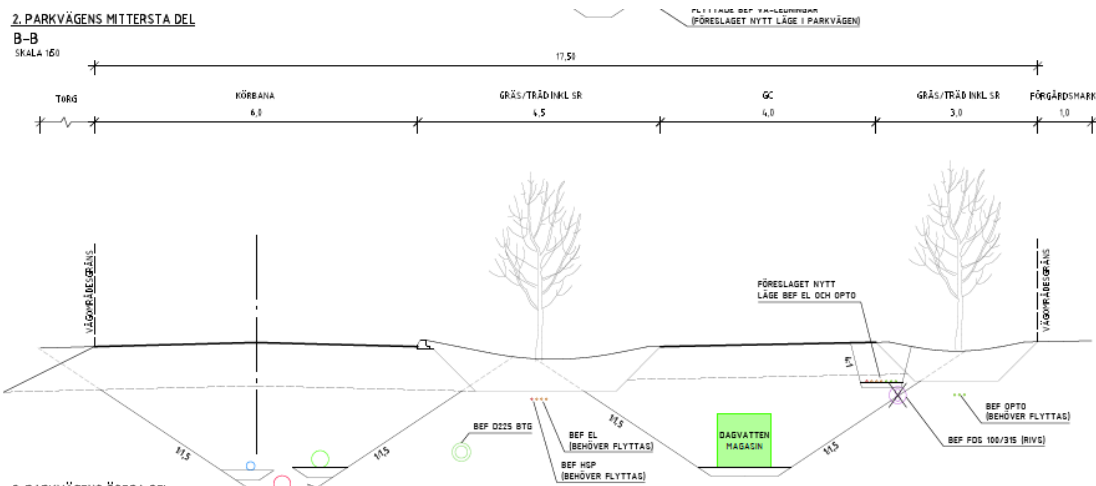 2. PARKVÄGENS MITTERSTA DEL
B-B
SKALA 1:50
FLYTTADE BEF VA-LEDNINGAR
(FÖRESLAGET NYTT LÄGE I PARKVÄGEN)
17,50
TORG
KÖRBANA
GRÄS/TRÄD INKL SR
GC
GRÄS/TRÄD INKL SR
FÖRGÅRDSMARK
6,0
4,5
4,0
3,0
1,0
VÄGOMRÅDESGRÄNS
VÄGOMRÅDESGRÄNS
FÖRESLAGET NYTT
LÄGE BEF EL OCH OPTO
4:1
1:1,5
1:1,5
1:1,5
1:1,5
BEF D225 BTG
BEF EL
(BEHÖVER FLYTTAS)
BEF HSP
(BEHÖVER FLYTTAS)
DAGVATTEN
MAGASIN
BEF OPTO
(BEHÖVER FLYTTAS)
BEF FDS 100/315 (RIVS)